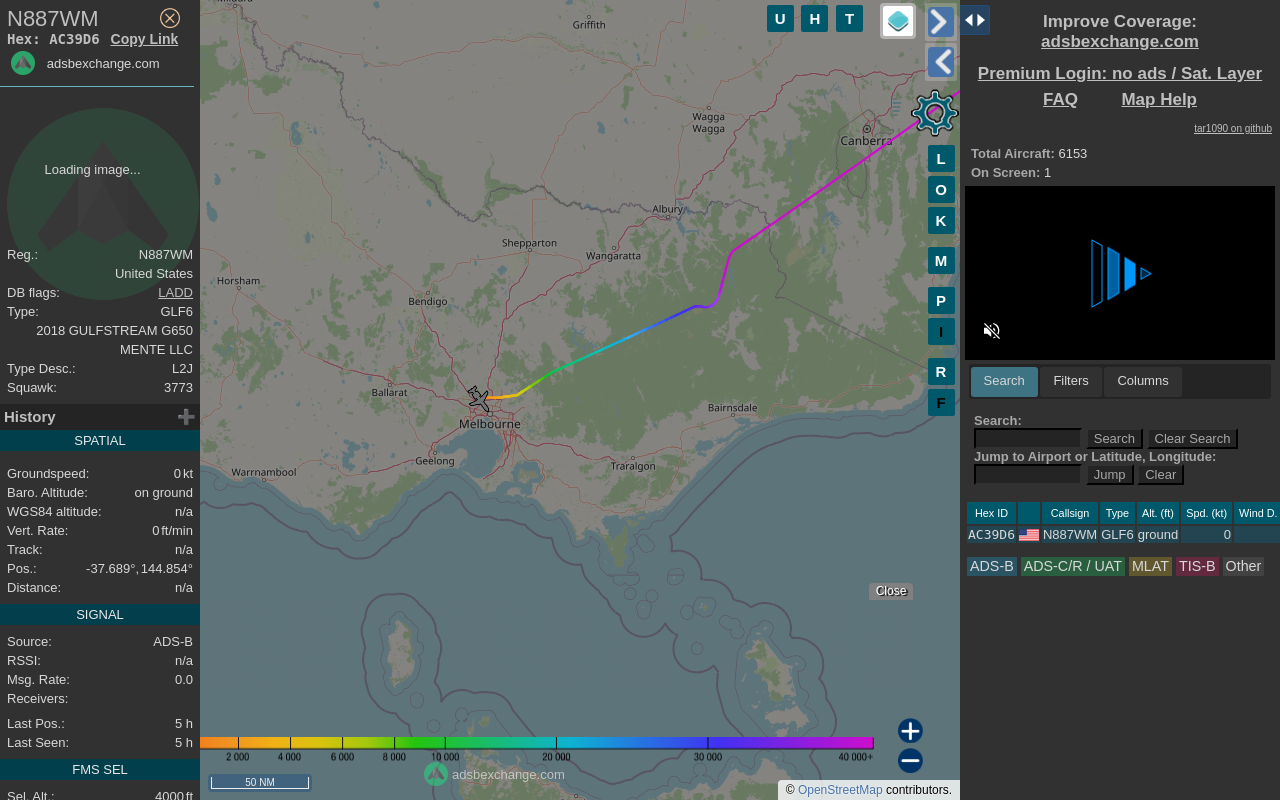 N887WM
Hex: AC39D6 Copy Link
adsbexchange.com
Loading image...
Reg.: N887WM
United States
DB flags: LADD
Type: GLF6
2018 GULFSTREAM G650
MENTE LLC
Type Desc.: L2J
Squawk: 3773
History
SPATIAL
Groundspeed: 0 kt
Baro. Altitude: on ground
WGS84 altitude: n/a
Vert. Rate: 0 ft/min
Track: n/a
Pos.: -37.689°, 144.854°
Distance: n/a
SIGNAL
Source: ADS-B
RSSI: n/a
Msg. Rate: 0.0
Receivers:
Last Pos.: 5 h
Last Seen: 5 h
FMS SEL
Sel. Alt.: 4000 ft
Griffith
Wagga
Wagga
Canberra
Albury
Shepparton
Wangaratta
Horsham
Bendigo
Ballarat
Melbourne
Bairnsdale
Geelong
Traralgon
Warrnambool
U H T
L
O
K
M
P
I
R
F
Close
2 000 4 000 6 000 8 000 10 000 20 000 30 000 40 000+
adsbexchange.com
50 NM
© OpenStreetMap contributors.
Improve Coverage:
adsbexchange.com
Premium Login: no ads / Sat. Layer
FAQ Map Help
tar1090 on github
Total Aircraft: 6153
On Screen: 1
Search Filters Columns
Search:
Search Clear Search
Jump to Airport or Latitude, Longitude:
Jump Clear
Hex ID Callsign Type Alt. (ft) Spd. (kt) Wind D.
AC39D6 N887WM GLF6 ground 0
ADS-B ADS-C/R / UAT MLAT TIS-B Other